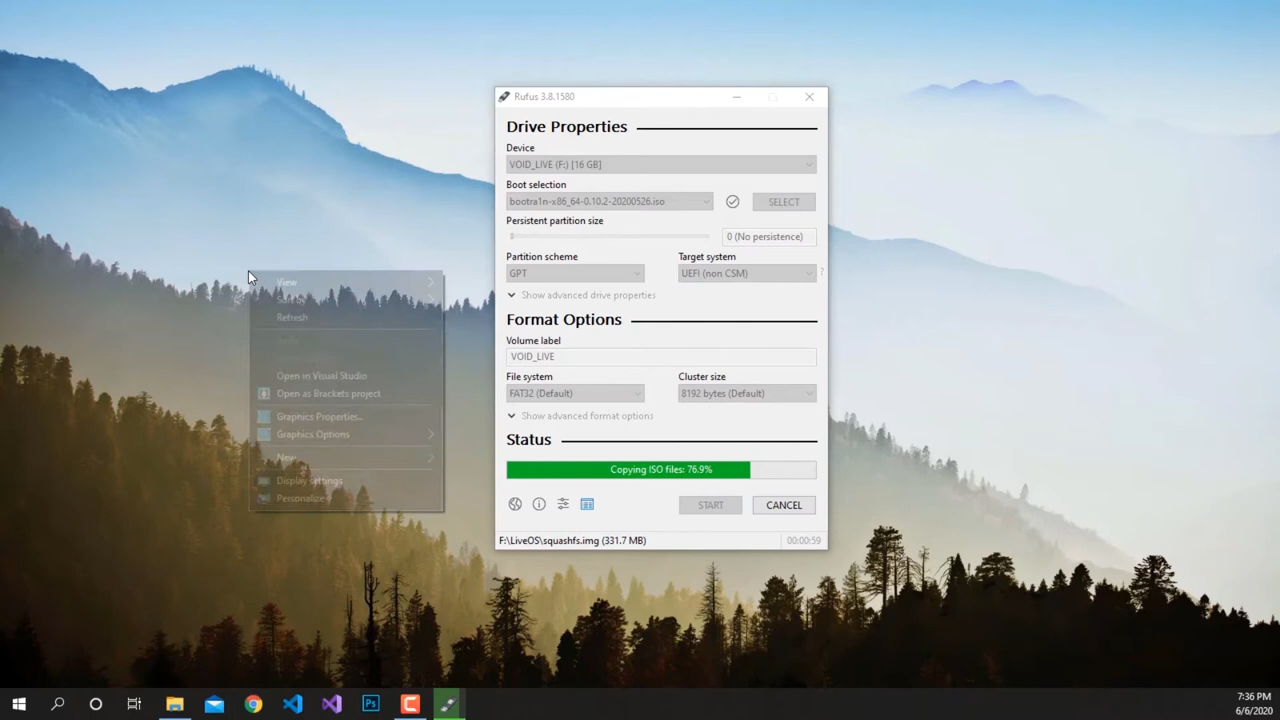 Rufus 3.8.1580
Drive Properties
Device
VOID_LIVE (F:) [16 GB]
Boot selection
bootra1n-x86_64-0.10.2-20200526.iso
SELECT
Persistent partition size
0 (No persistence)
Partition scheme
Target system
GPT
UEFI (non CSM)
?
Show advanced drive properties
Format Options
Volume label
VOID_LIVE
File system
Cluster size
FAT32 (Default)
8192 bytes (Default)
Show advanced format options
Status
Copying ISO files: 76.9%
START
CANCEL
F:\LiveOS\squashfs.img (331.7 MB)
00:00:59
View
Refresh
Open in Visual Studio
Open as Brackets project
Graphics Properties...
Graphics Options
New
Display settings
Personalize
Ps
7:36 PM
6/6/2020